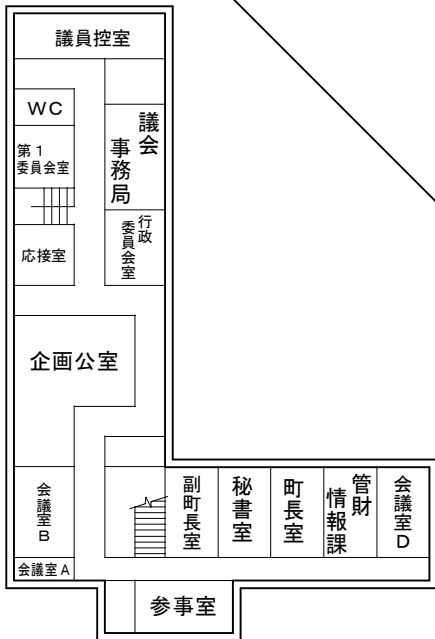 議員控室
WC
第1
委員会室
議会
事務局
行政
委員会室
応接室
企画公室
会議室B
会議室A
副町長室
秘書室
町長室
管財
情報課
会議室D
参事室